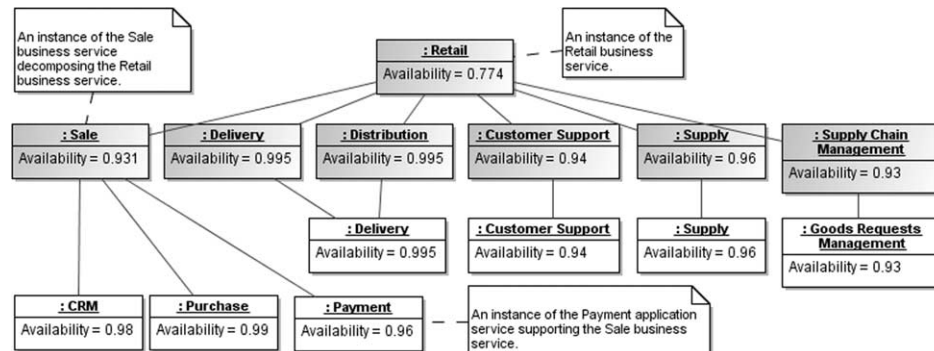 An instance of the Sale
business service
decomposing the Retail
business service.
: Retail
Availability = 0.774
An instance of the
Retail business
service.
: Sale
Availability = 0.931
: Delivery
Availability = 0.995
: Distribution
Availability = 0.995
: Customer Support
Availability = 0.94
: Supply
Availability = 0.96
: Supply Chain
Management
Availability = 0.93
: Delivery
Availability = 0.995
: Customer Support
Availability = 0.94
: Supply
Availability = 0.96
: Goods Requests
Management
Availability = 0.93
: CRM
Availability = 0.98
: Purchase
Availability = 0.99
: Payment
Availability = 0.96
An instance of the Payment application
service supporting the Sale business
service.